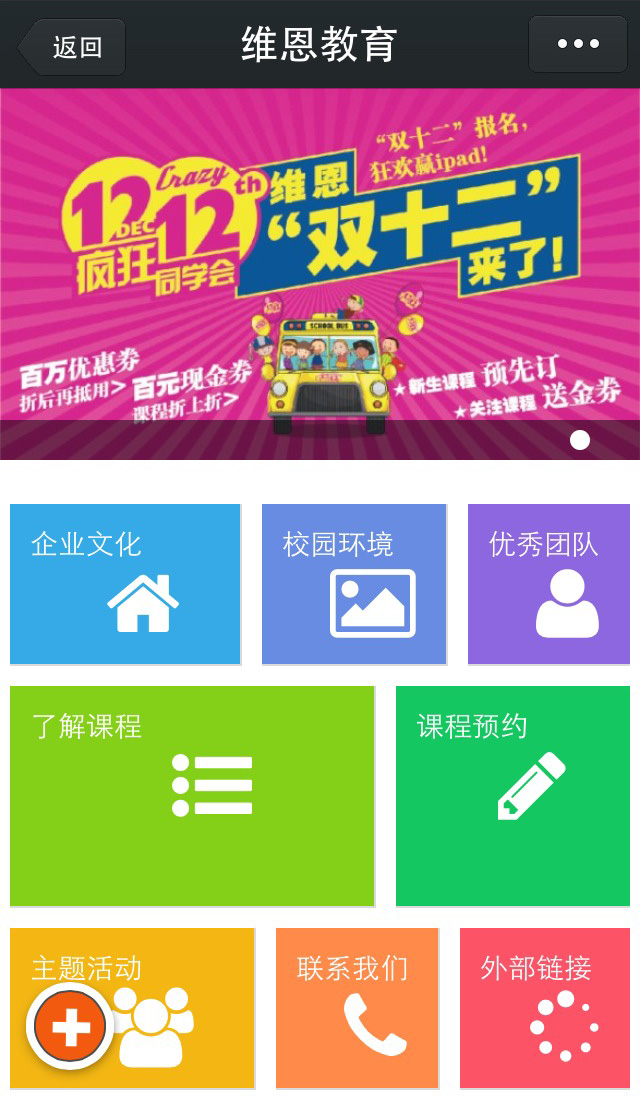 返回
维恩教育
12 DEC
Crazy
12th
疯狂同学会
维恩
“双十二”
来了!
“双十二”报名,
狂欢赢ipad!
SCHOOL BUS
百万优惠券
折后再抵用>
百元现金券
课程折上折>
★新生课程 预先订
★关注课程 送金券
企业文化
校园环境
优秀团队
了解课程
课程预约
主题活动
联系我们
外部链接